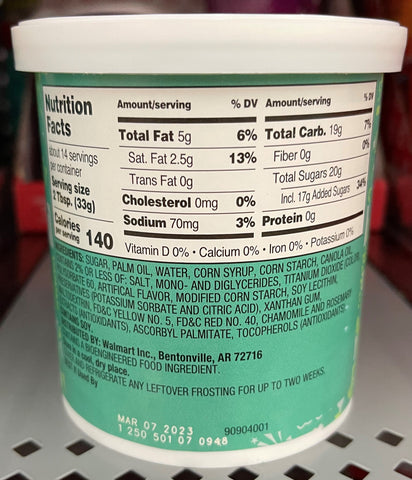 Nutrition
Facts
about 14 servings
per container
Serving size
2 Tbsp. (33g)
Calories
per serving 140
Amount/serving % DV
Total Fat 5g 6%
Sat. Fat 2.5g 13%
Trans Fat 0g
Cholesterol 0mg 0%
Sodium 70mg 3%
Amount/serving % DV
Total Carb. 19g 7%
Fiber 0g 0%
Total Sugars 20g
Incl. 17g Added Sugars 34%
Protein 0g
Vitamin D 0% • Calcium 0% • Iron 0% • Potassium 0%
INGREDIENTS: SUGAR, PALM OIL, WATER, CORN SYRUP, CORN STARCH, CANOLA OIL,
2% OR LESS OF: SALT, MONO- AND DIGLYCERIDES, TITANIUM DIOXIDE (COLOR),
60, ARTIFICIAL FLAVOR, MODIFIED CORN STARCH, SOY LECITHIN,
(POTASSIUM SORBATE AND CITRIC ACID), XANTHAN GUM,
FD&C YELLOW NO. 5, FD&C RED NO. 40, CHAMOMILE AND ROSEMARY
(ANTIOXIDANTS), ASCORBYL PALMITATE, TOCOPHEROLS (ANTIOXIDANTS).
SOY.
BY: Walmart Inc., Bentonville, AR 72716
A BIOENGINEERED FOOD INGREDIENT.
in a cool, dry place.
AND REFRIGERATE ANY LEFTOVER FROSTING FOR UP TO TWO WEEKS.
Used By
MAR 07 2023
1 250 501 07 0948
90904001